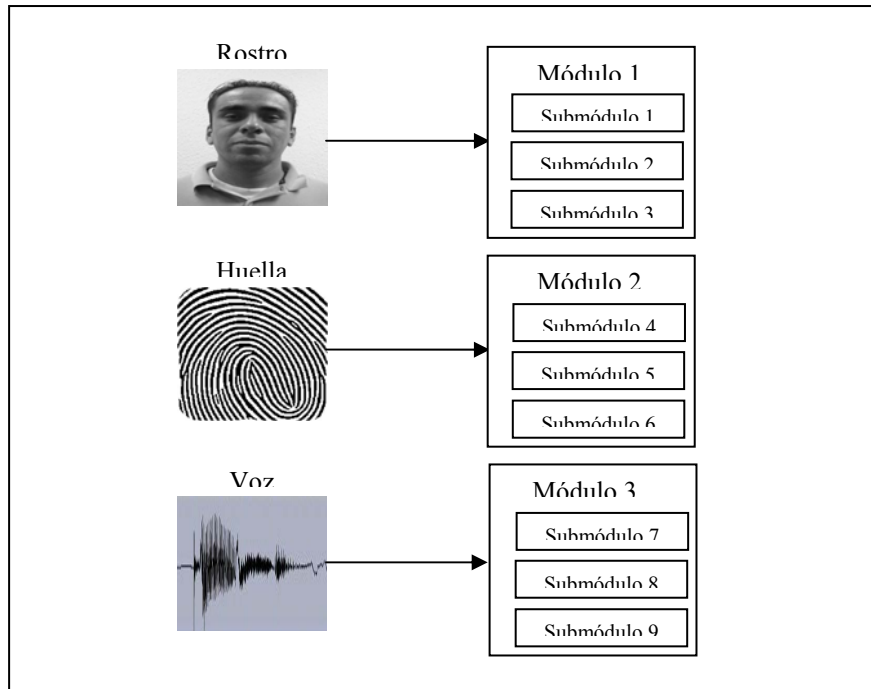 Rostro
Módulo 1
Submódulo 1
Submódulo 2
Submódulo 3
Huella
Módulo 2
Submódulo 4
Submódulo 5
Submódulo 6
Voz
Módulo 3
Submódulo 7
Submódulo 8
Submódulo 9